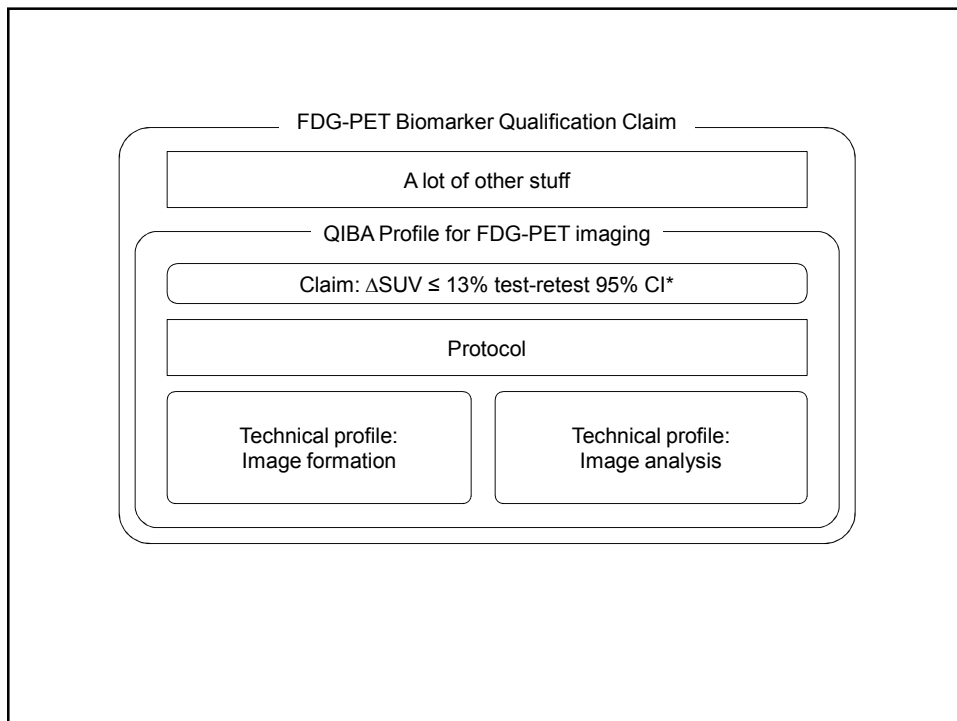 FDG-PET Biomarker Qualification Claim
A lot of other stuff
QIBA Profile for FDG-PET imaging
Claim: ∆SUV ≤ 13% test-retest 95% CI*
Protocol
Technical profile:
Image formation
Technical profile:
Image analysis